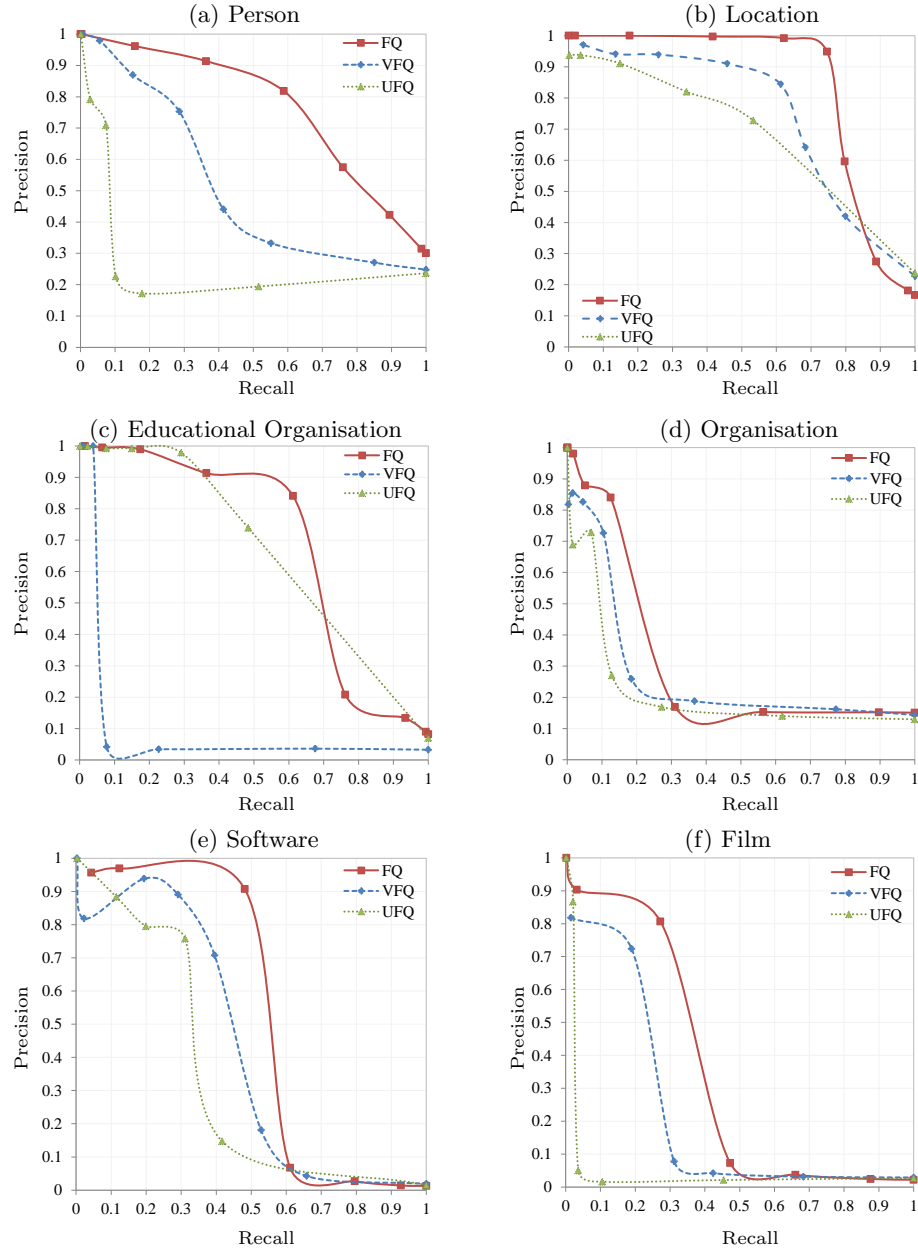 (a) Person
1
0.9
0.8
0.7
0.6
0.5
0.4
0.3
0.2
0.1
0
Precision
FQ
VFQ
UFQ
0 0.1 0.2 0.3 0.4 0.5 0.6 0.7 0.8 0.9 1
Recall
(b) Location
1
0.9
0.8
0.7
0.6
0.5
0.4
0.3
0.2
0.1
0
Precision
FQ
VFQ
UFQ
0 0.1 0.2 0.3 0.4 0.5 0.6 0.7 0.8 0.9 1
Recall
(c) Educational Organisation
1
0.9
0.8
0.7
0.6
0.5
0.4
0.3
0.2
0.1
0
Precision
FQ
VFQ
UFQ
0 0.1 0.2 0.3 0.4 0.5 0.6 0.7 0.8 0.9 1
Recall
(d) Organisation
1
0.9
0.8
0.7
0.6
0.5
0.4
0.3
0.2
0.1
0
Precision
FQ
VFQ
UFQ
0 0.1 0.2 0.3 0.4 0.5 0.6 0.7 0.8 0.9 1
Recall
(e) Software
1
0.9
0.8
0.7
0.6
0.5
0.4
0.3
0.2
0.1
0
Precision
FQ
VFQ
UFQ
0 0.1 0.2 0.3 0.4 0.5 0.6 0.7 0.8 0.9 1
Recall
(f) Film
1
0.9
0.8
0.7
0.6
0.5
0.4
0.3
0.2
0.1
0
Precision
FQ
VFQ
UFQ
0 0.1 0.2 0.3 0.4 0.5 0.6 0.7 0.8 0.9 1
Recall